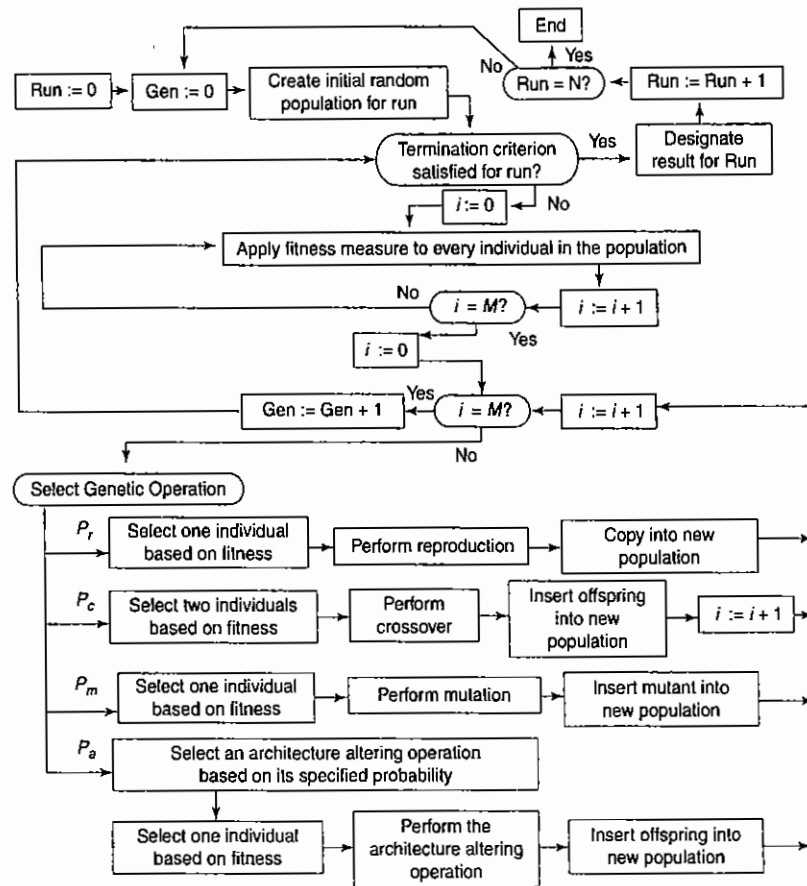 End
No
Yes
Run := 0
Gen := 0
Create initial random
population for run
Run = N?
Run := Run + 1
Termination criterion
satisfied for run?
Yes
Designate
result for Run
i := 0
No
Apply fitness measure to every individual in the population
No
i = M?
i := i + 1
Yes
i := 0
Gen := Gen + 1
Yes
i = M?
i := i + 1
No
Select Genetic Operation
Pr
Select one individual
based on fitness
Perform reproduction
Copy into new
population
Pc
Select two individuals
based on fitness
Perform
crossover
Insert offspring
into new
population
i := i + 1
Pm
Select one individual
based on fitness
Perform mutation
Insert mutant into
new population
Pa
Select an architecture altering operation
based on its specified probability
Select one individual
based on fitness
Perform the
architecture altering
operation
Insert offspring into
new population